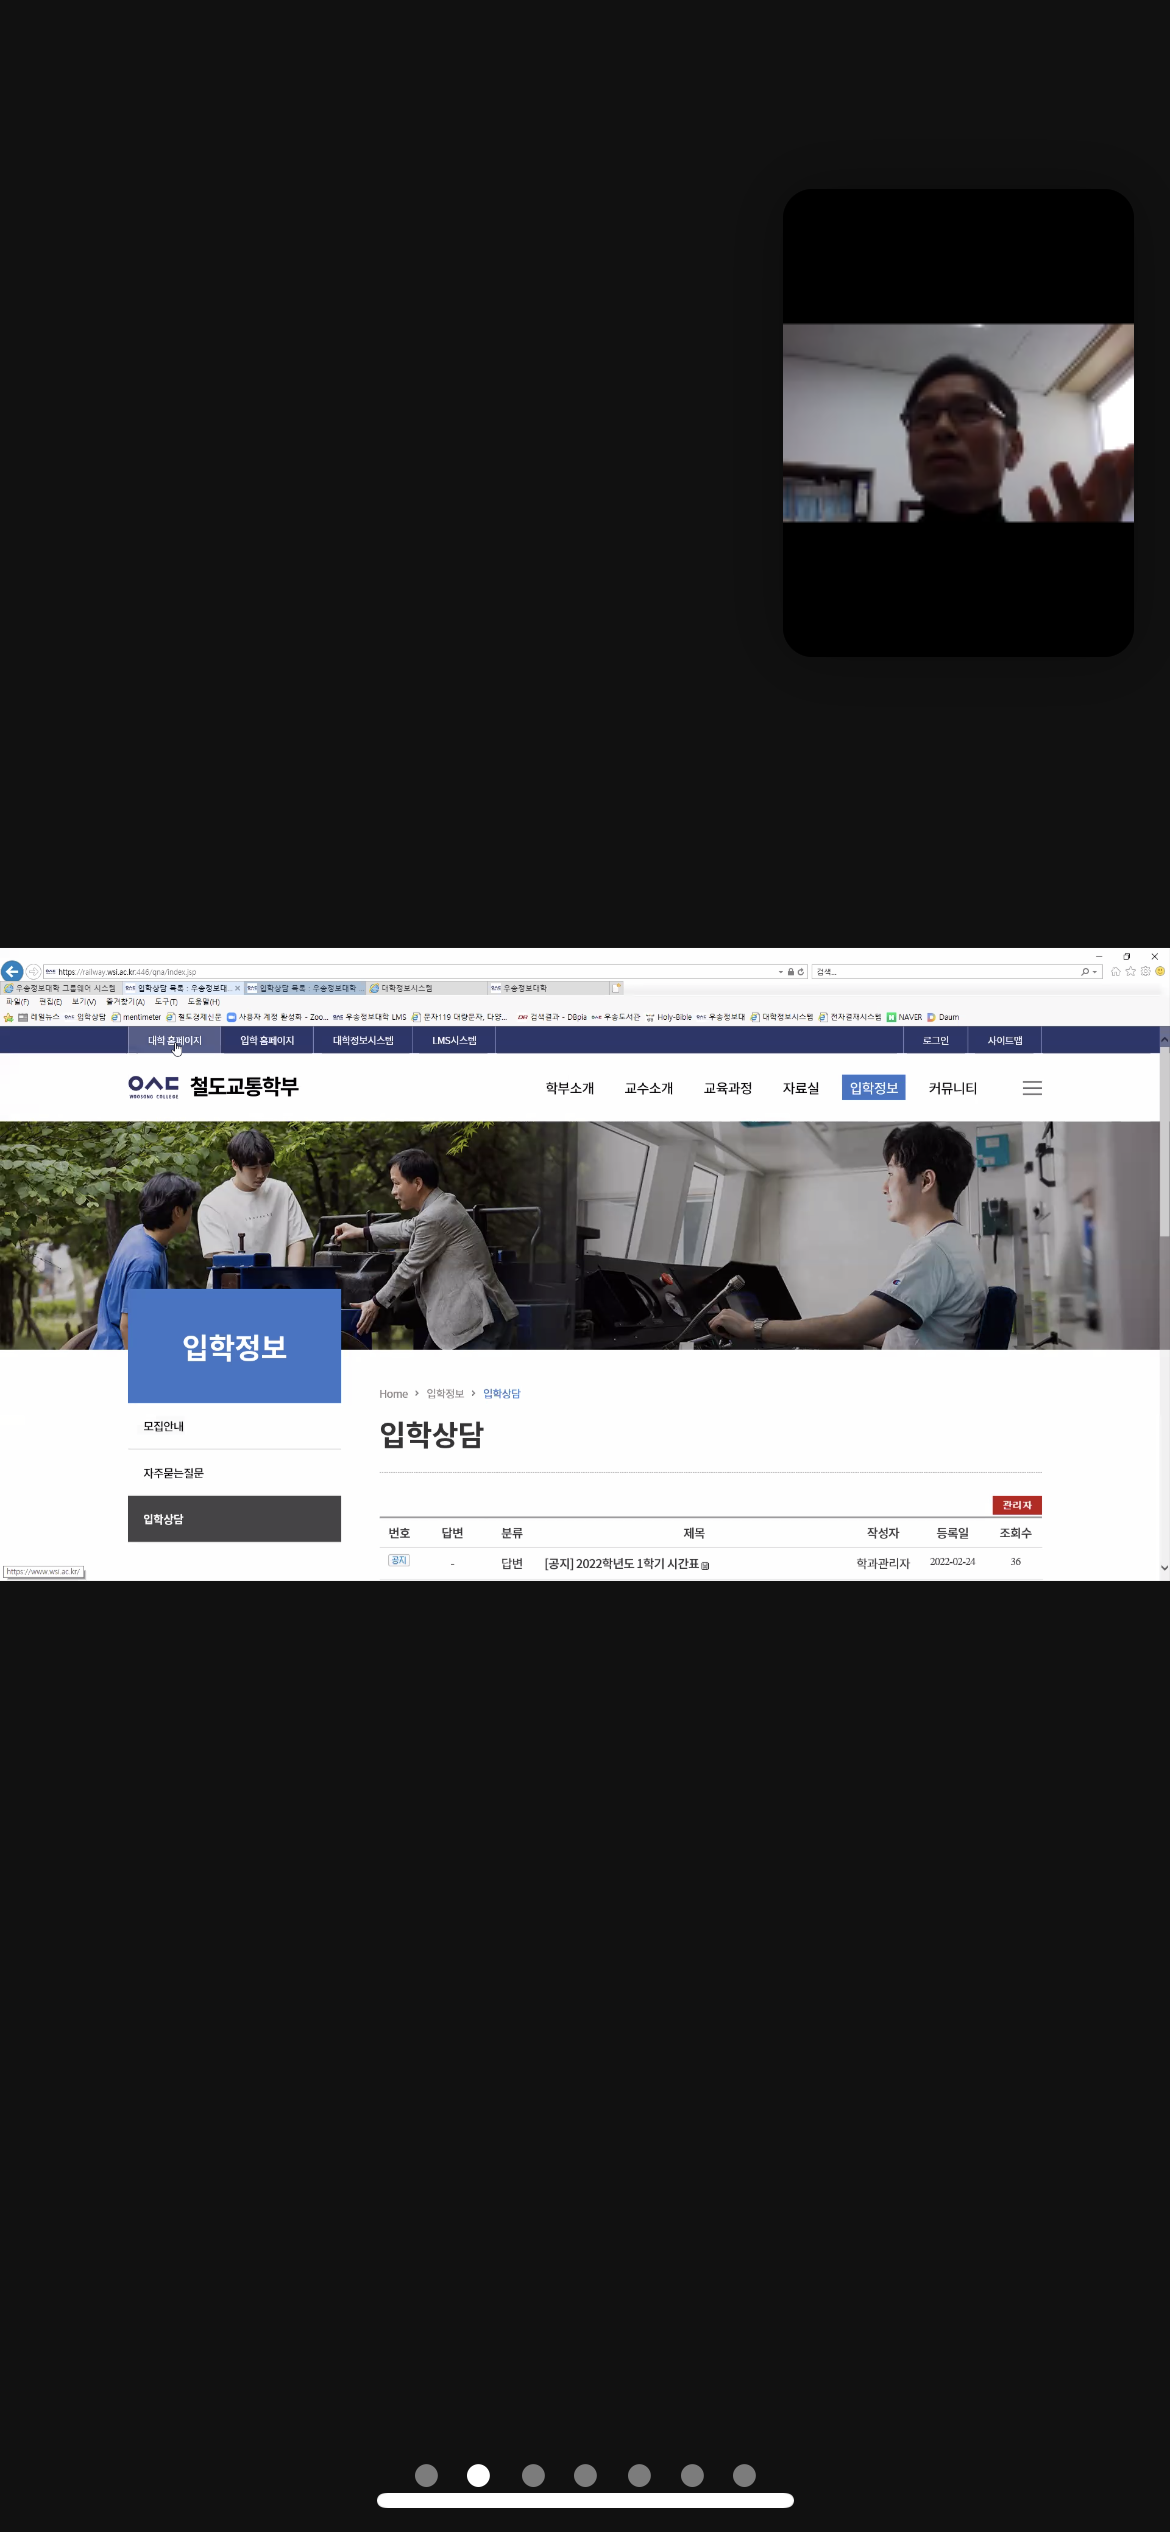 https://railway.wsi.ac.kr:446/qna/index.jsp
검색...
우송정보대학 그룹웨어 시스템
입학상담 목록 : 우송정보대...
입학상담 목록 : 우송정보대학 ...
대학정보시스템
우송정보대학
파일(F) 편집(E) 보기(V) 즐겨찾기(A) 도구(T) 도움말(H)
레일뉴스 입학상담 mentimeter 철도경제신문 사용자 계정 활성화 - Zoo... 우송정보대학 LMS 문자119 대량문자, 다양... 검색결과 - DBpia 우송도서관 Holy-Bible 우송정보대 대학정보시스템 전자결재시스템 NAVER Daum
대학 홈페이지 입학 홈페이지 대학정보시스템 LMS시스템 로그인 사이트맵
WOOSONG COLLEGE 철도교통학부
학부소개 교수소개 교육과정 자료실 입학정보 커뮤니티
입학정보
모집안내
자주묻는질문
입학상담
Home > 입학정보 > 입학상담
입학상담
관리자
번호 답변 분류 제목 작성자 등록일 조회수
공지 - 답변 [공지] 2022학년도 1학기 시간표 학과관리자 2022-02-24 36
https://www.wsi.ac.kr/